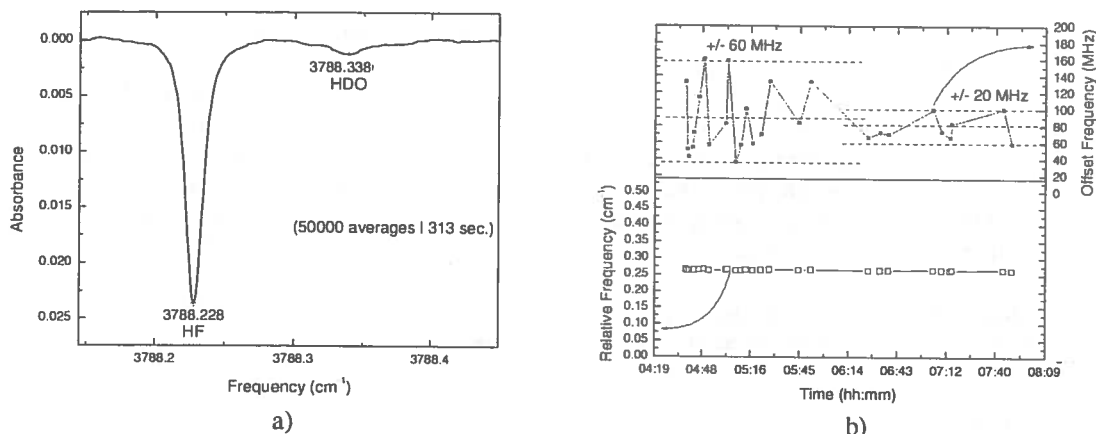 0.000
0.005
0.010
0.015
0.020
0.025
Absorbance
3788.338
HDO
(50000 averages | 313 sec.)
3788.228
HF
3788.2 3788.3 3788.4
Frequency (cm-1)
a)
+/- 60 MHz
+/- 20 MHz
200
180
160
140
120
100
80
60
40
20
0
Offset Frequency (MHz)
0.50
0.45
0.40
0.35
0.30
0.25
0.20
0.15
0.10
0.05
0.00
Relative Frequency (cm-1)
04:19 04:48 05:16 05:45 06:14 06:43 07:12 07:40 08:09
Time (hh:mm)
b)